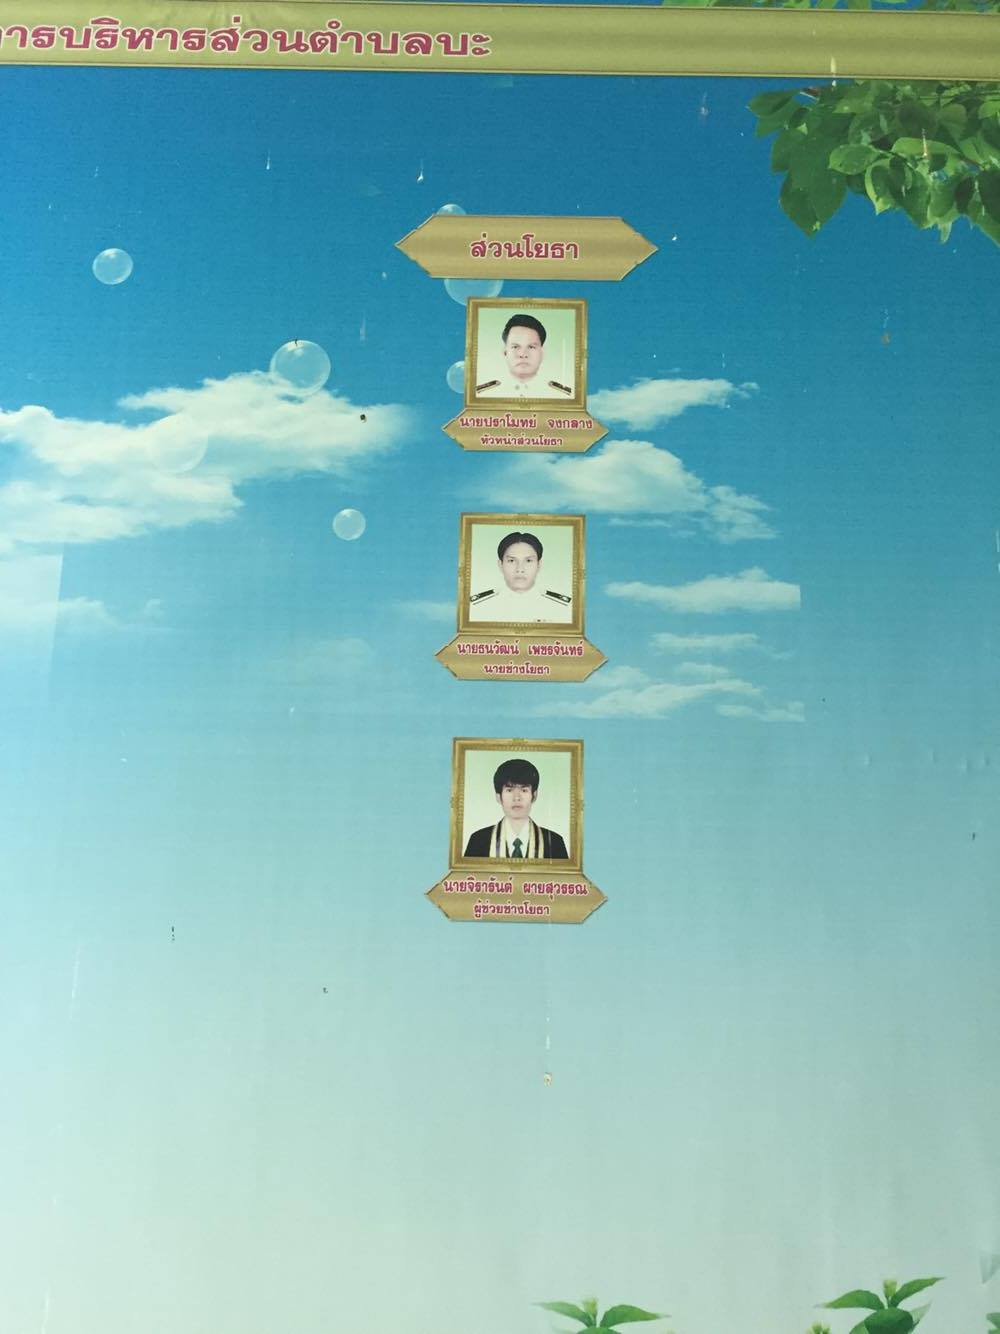 ารบริหารส่วนตำบลบะ
ส่วนโยธา
นายปราโมทย์ จงกลาง
หัวหน้าส่วนโยธา
นายธนวัฒน์ เพชรจันทร์
นายช่างโยธา
นายจิรารันต์ ผายสุวรรณ
ผู้ช่วยช่างโยธา